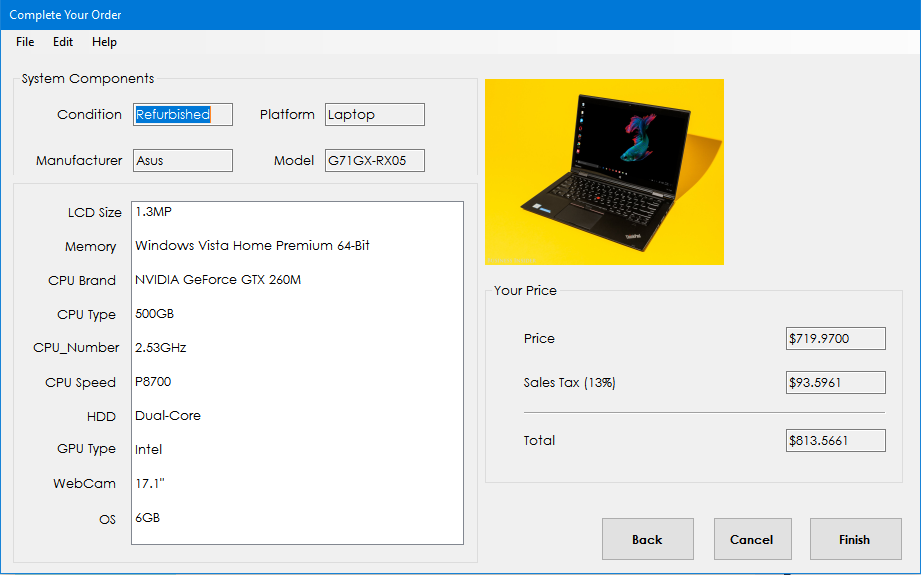 Complete Your Order
File Edit Help
System Components
Condition Refurbished Platform Laptop
Manufacturer Asus Model G71GX-RX05
LCD Size 1.3MP
Memory Windows Vista Home Premium 64-Bit
CPU Brand NVIDIA GeForce GTX 260M
CPU Type 500GB
CPU_Number 2.53GHz
CPU Speed P8700
HDD Dual-Core
GPU Type Intel
WebCam 17.1"
OS 6GB
ThinkPad
Your Price
Price $719.9700
Sales Tax (13%) $93.5961
Total $813.5661
Back Cancel Finish